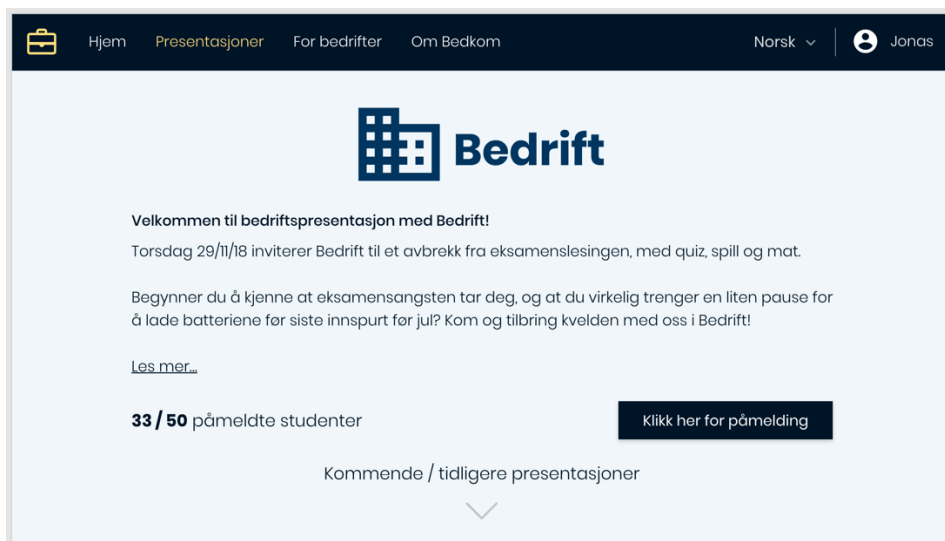 Hjem Presentasjoner For bedrifter Om Bedkom Norsk Jonas
Bedrift
Velkommen til bedriftspresentasjon med Bedrift!
Torsdag 29/11/18 inviterer Bedrift til et avbrekk fra eksamenslesingen, med quiz, spill og mat.
Begynner du å kjenne at eksamensangsten tar deg, og at du virkelig trenger en liten pause for
å lade batteriene før siste innspurt før jul? Kom og tilbring kvelden med oss i Bedrift!
Les mer...
33 / 50 påmeldte studenter Klikk her for påmelding
Kommende / tidligere presentasjoner